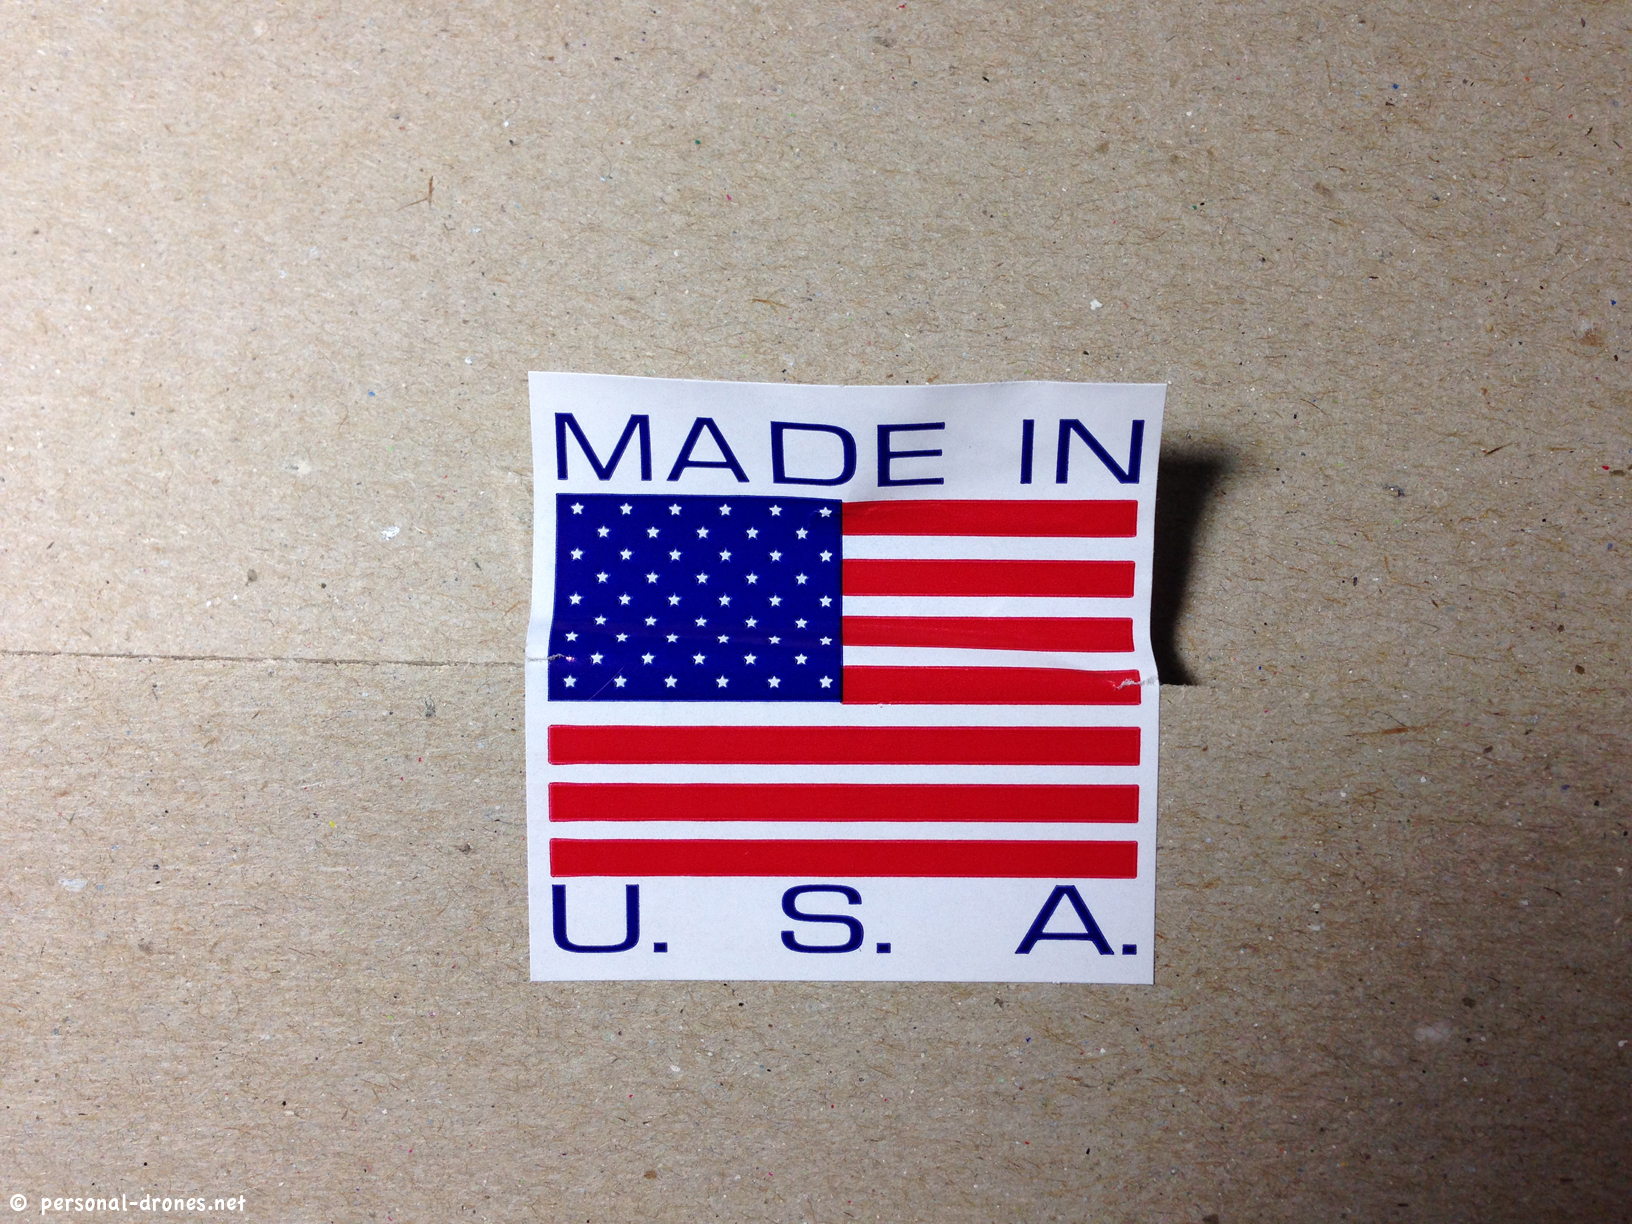 MADE IN
U. S. A.
© personal-drones.net